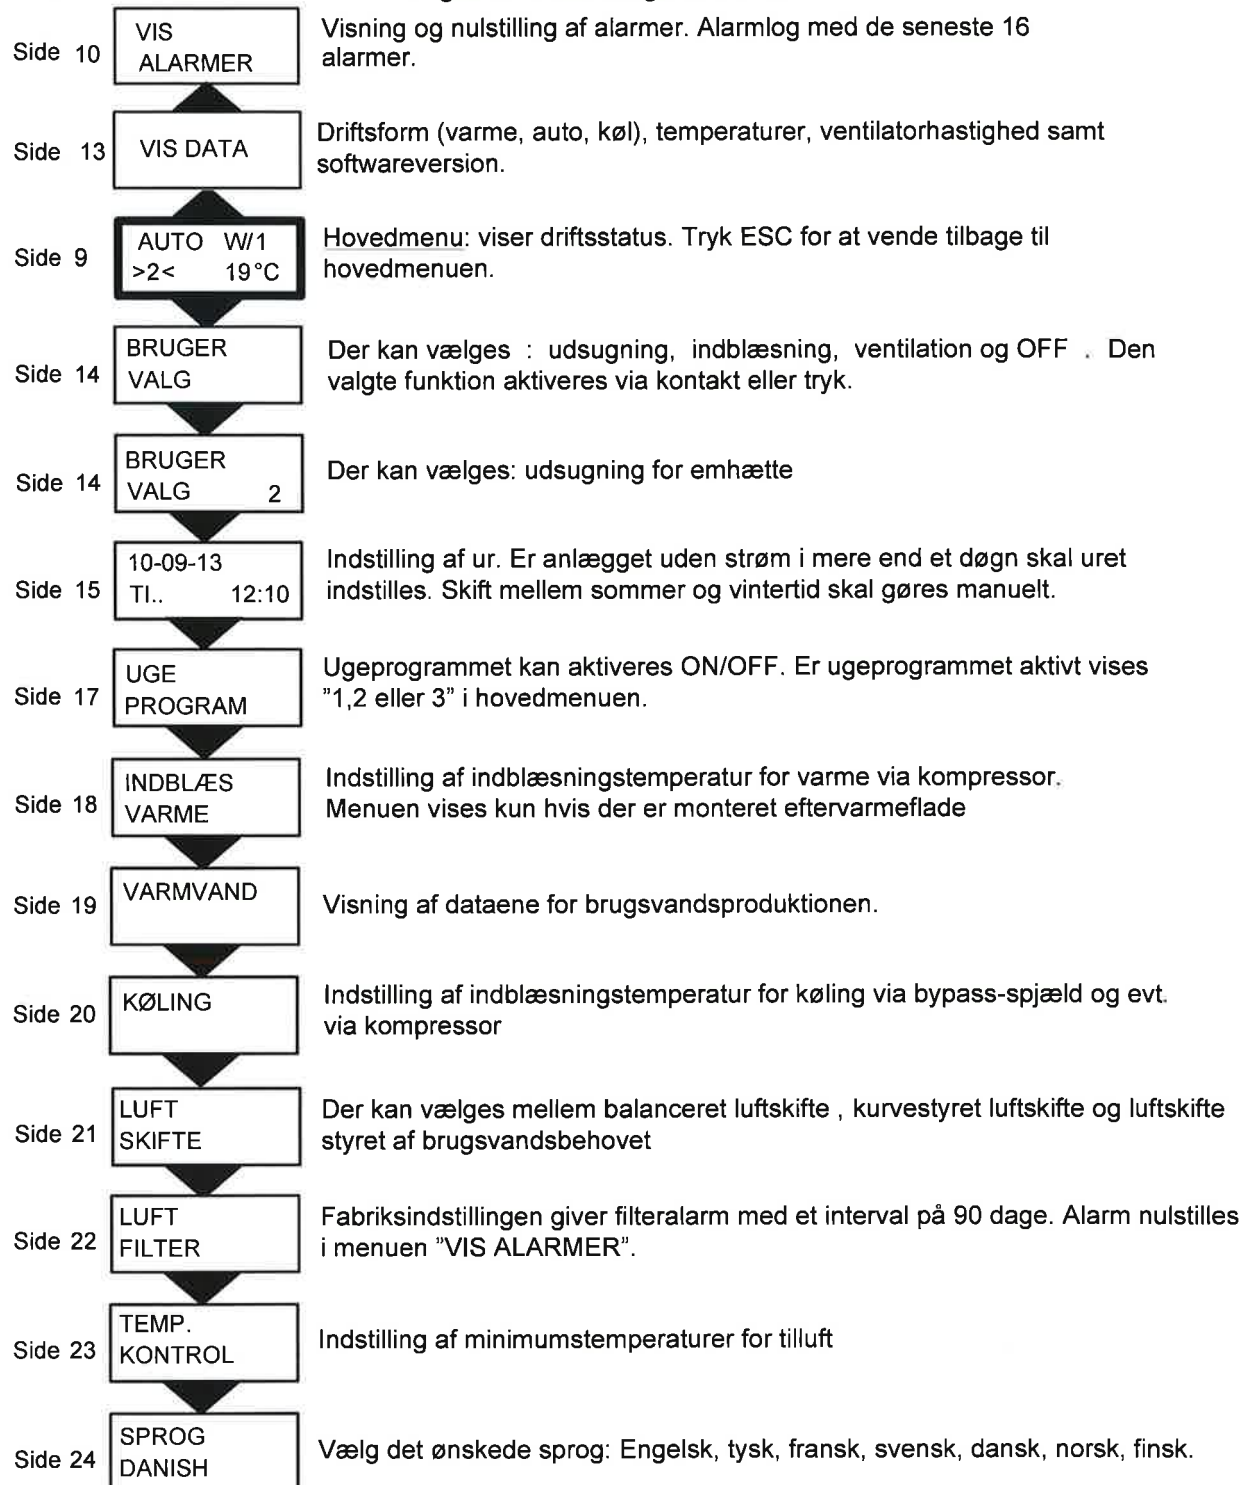 Side 10
VIS
ALARMER
Visning og nulstilling af alarmer. Alarmlog med de seneste 16
alarmer.
Side 13
VIS DATA
Driftsform (varme, auto, køl), temperaturer, ventilatorhastighed samt
softwareversion.
Side 9
AUTO W/1
>2< 19°C
Hovedmenu: viser driftsstatus. Tryk ESC for at vende tilbage til
hovedmenuen.
Side 14
BRUGER
VALG
Der kan vælges : udsugning, indblæsning, ventilation og OFF . Den
valgte funktion aktiveres via kontakt eller tryk.
Side 14
BRUGER
VALG 2
Der kan vælges: udsugning for emhætte
Side 15
10-09-13
TI.. 12:10
Indstilling af ur. Er anlægget uden strøm i mere end et døgn skal uret
indstilles. Skift mellem sommer og vintertid skal gøres manuelt.
Side 17
UGE
PROGRAM
Ugeprogrammet kan aktiveres ON/OFF. Er ugeprogrammet aktivt vises
"1,2 eller 3" i hovedmenuen.
Side 18
INDBLÆS
VARME
Indstilling af indblæsningstemperatur for varme via kompressor.
Menuen vises kun hvis der er monteret eftervarmeflade
Side 19
VARMVAND
Visning af dataene for brugsvandsproduktionen.
Side 20
KØLING
Indstilling af indblæsningstemperatur for køling via bypass-spjæld og evt.
via kompressor
Side 21
LUFT
SKIFTE
Der kan vælges mellem balanceret luftskifte , kurvestyret luftskifte og luftskifte
styret af brugsvandsbehovet
Side 22
LUFT
FILTER
Fabriksindstillingen giver filteralarm med et interval på 90 dage. Alarm nulstilles
i menuen "VIS ALARMER".
Side 23
TEMP.
KONTROL
Indstilling af minimumstemperaturer for tilluft
Side 24
SPROG
DANISH
Vælg det ønskede sprog: Engelsk, tysk, fransk, svensk, dansk, norsk, finsk.